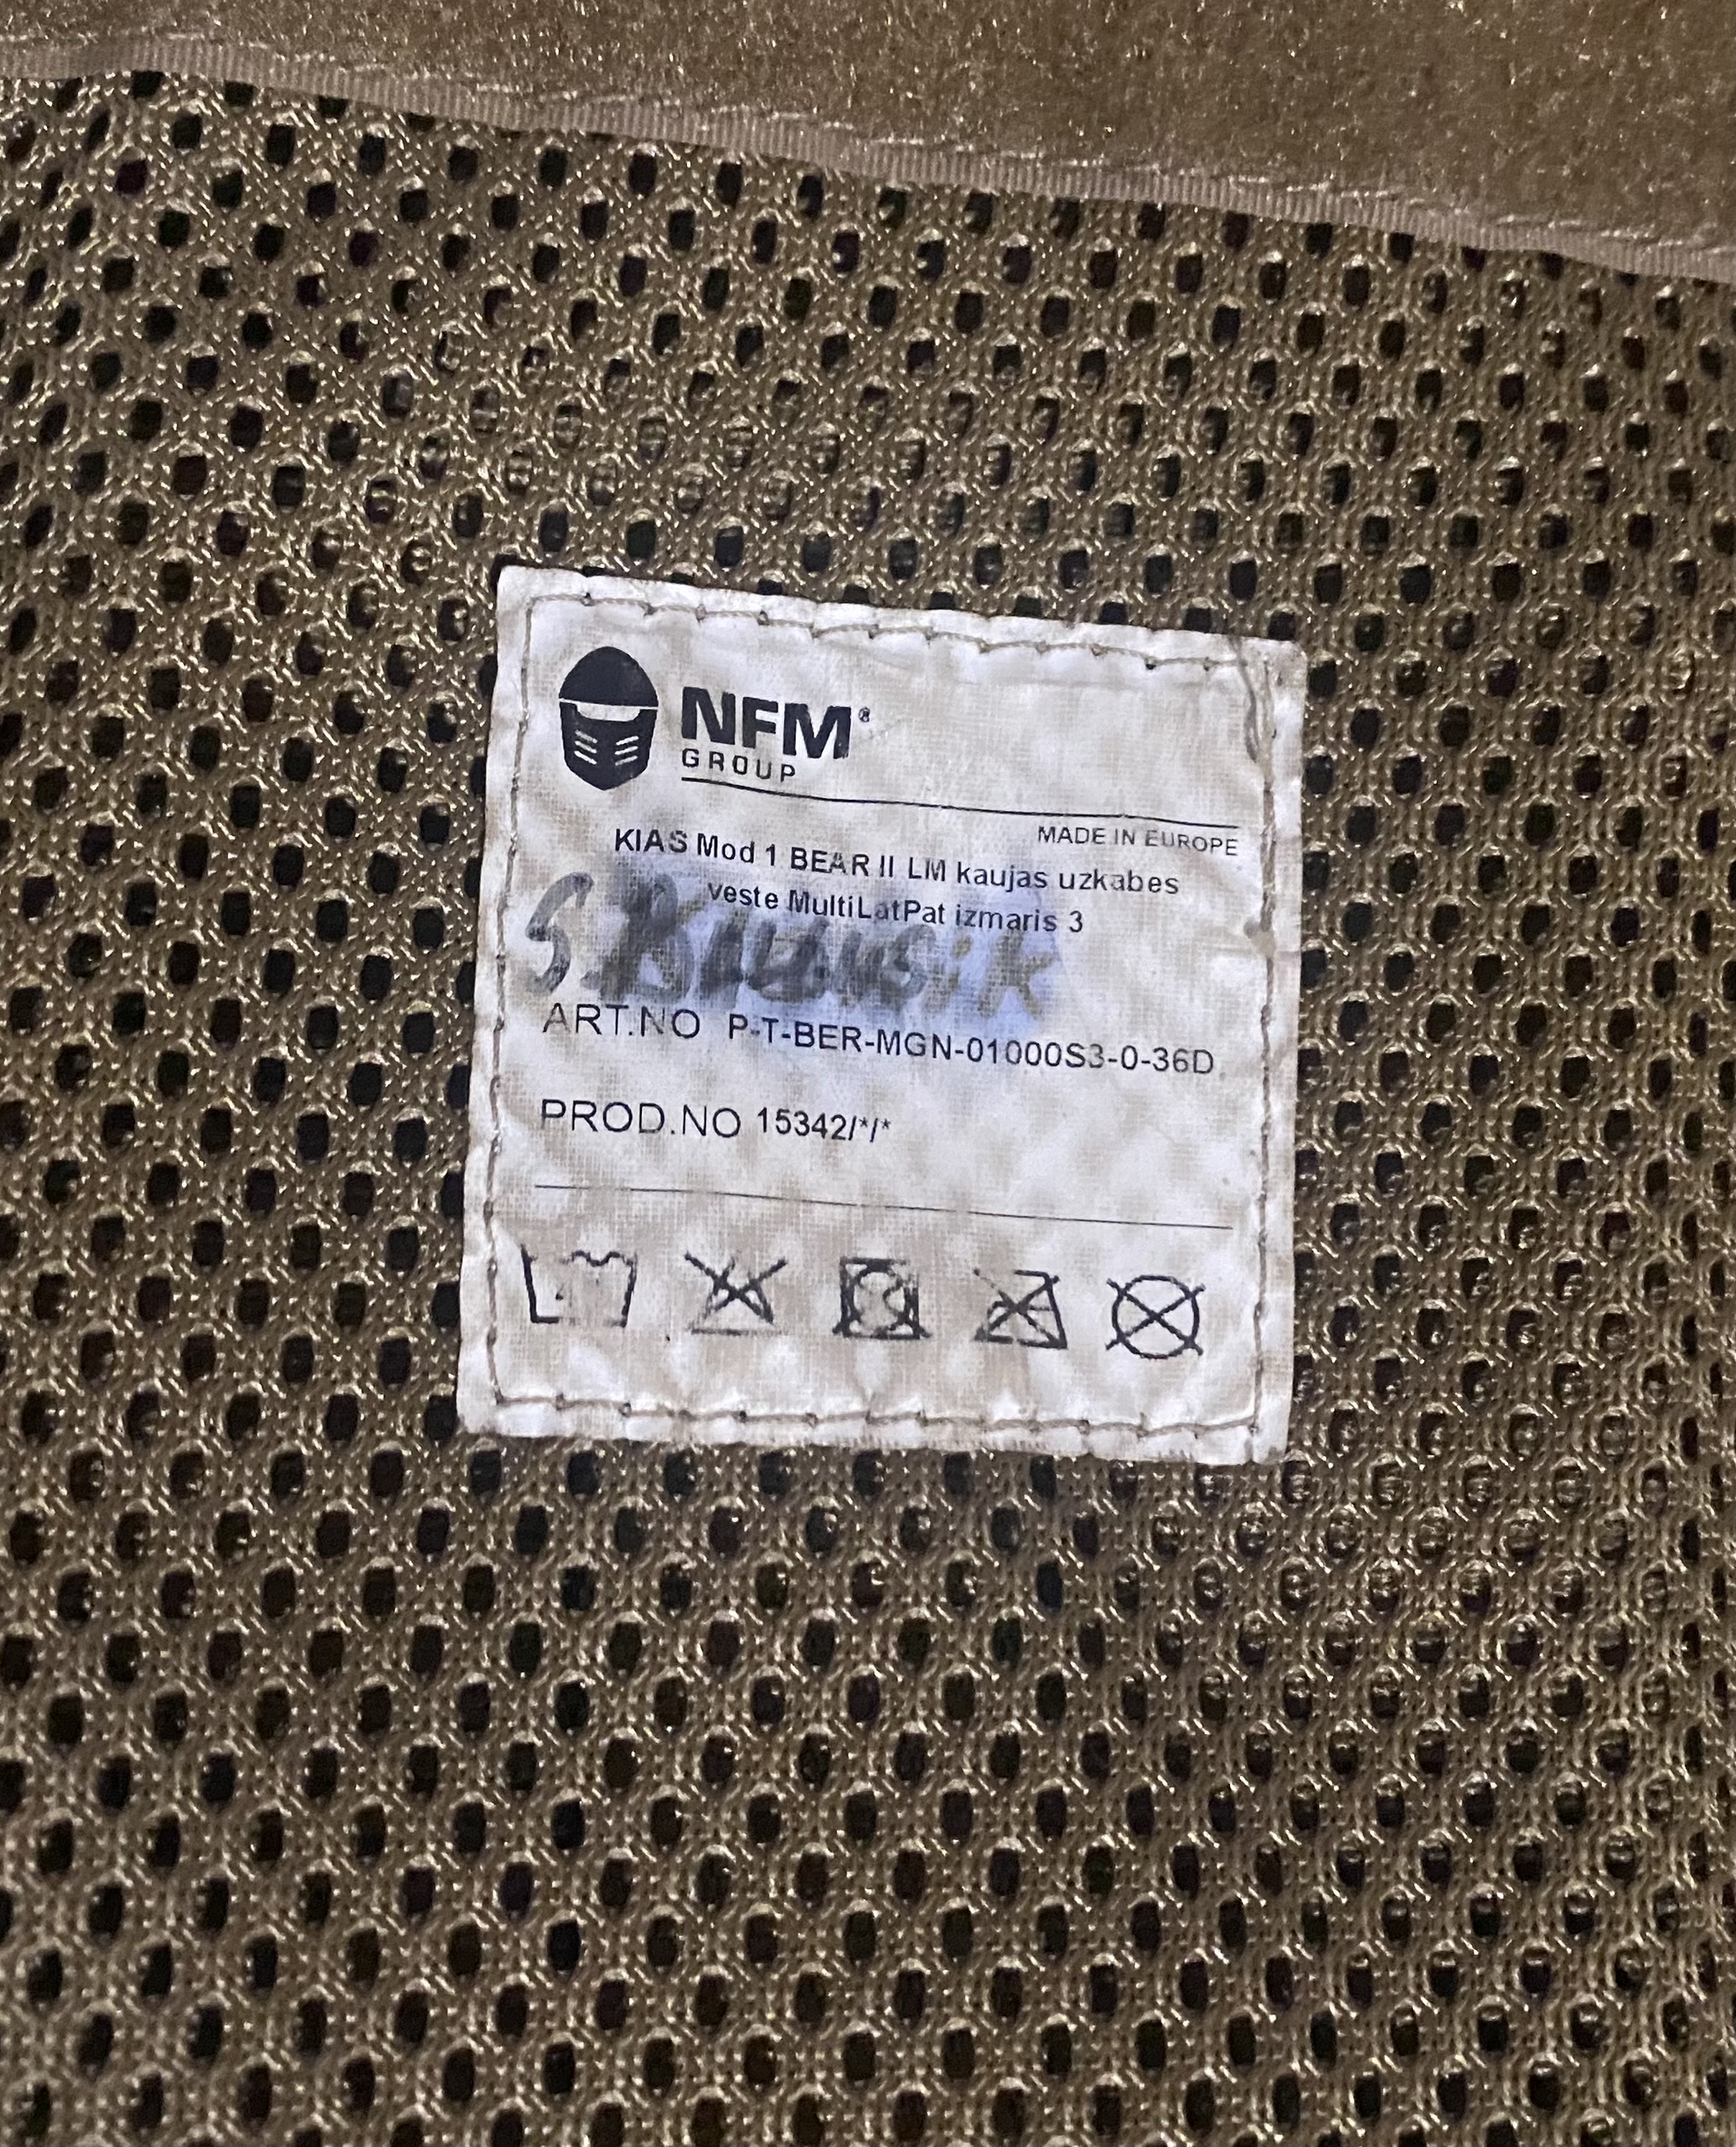 NFM®
GROUP
MADE IN EUROPE
KIAS Mod 1 BEAR II LM kaujas uzkabes
veste MultiLatPat izmaris 3
ART.NO P-T-BER-MGN-01000S3-0-36D
PROD.NO 15342/*/*